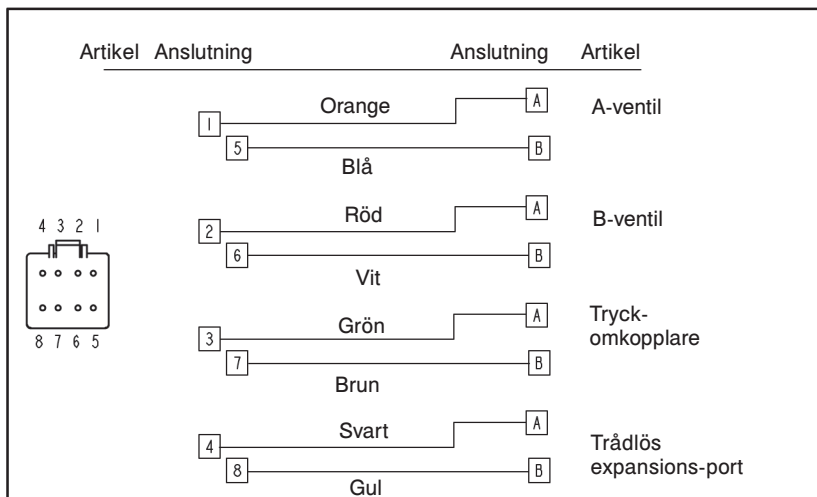 Artikel Anslutning Anslutning Artikel
Orange A A-ventil
1
5 B
Blå
Röd A B-ventil
2
6 B
Vit
4 3 2 1
8 7 6 5
Grön A Tryck-
omkopplare
3
7 B
Brun
Svart A
4 Trådlös
8 B expansions-port
Gul